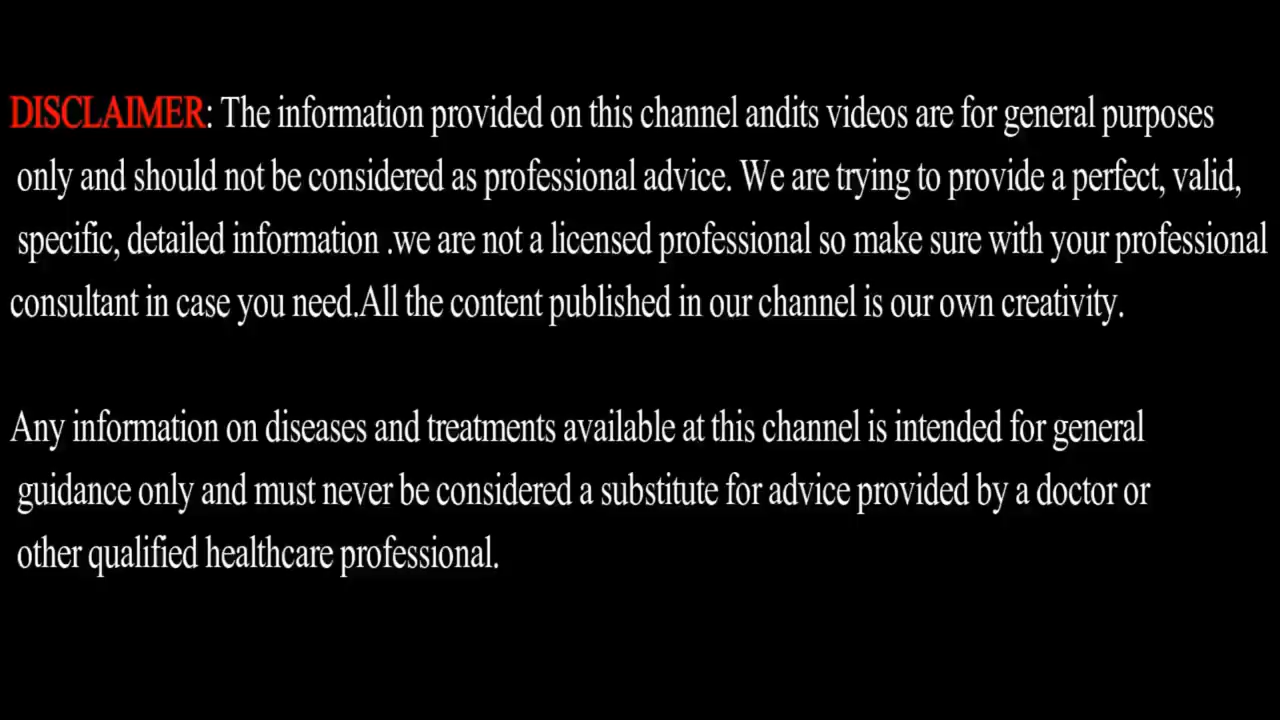 DISCLAIMER: The information provided on this channel andits videos are for general purposes
only and should not be considered as professional advice. We are trying to provide a perfect, valid,
specific, detailed information .we are not a licensed professional so make sure with your professional
consultant in case you need.All the content published in our channel is our own creativity.
Any information on diseases and treatments available at this channel is intended for general
guidance only and must never be considered a substitute for advice provided by a doctor or
other qualified healthcare professional.